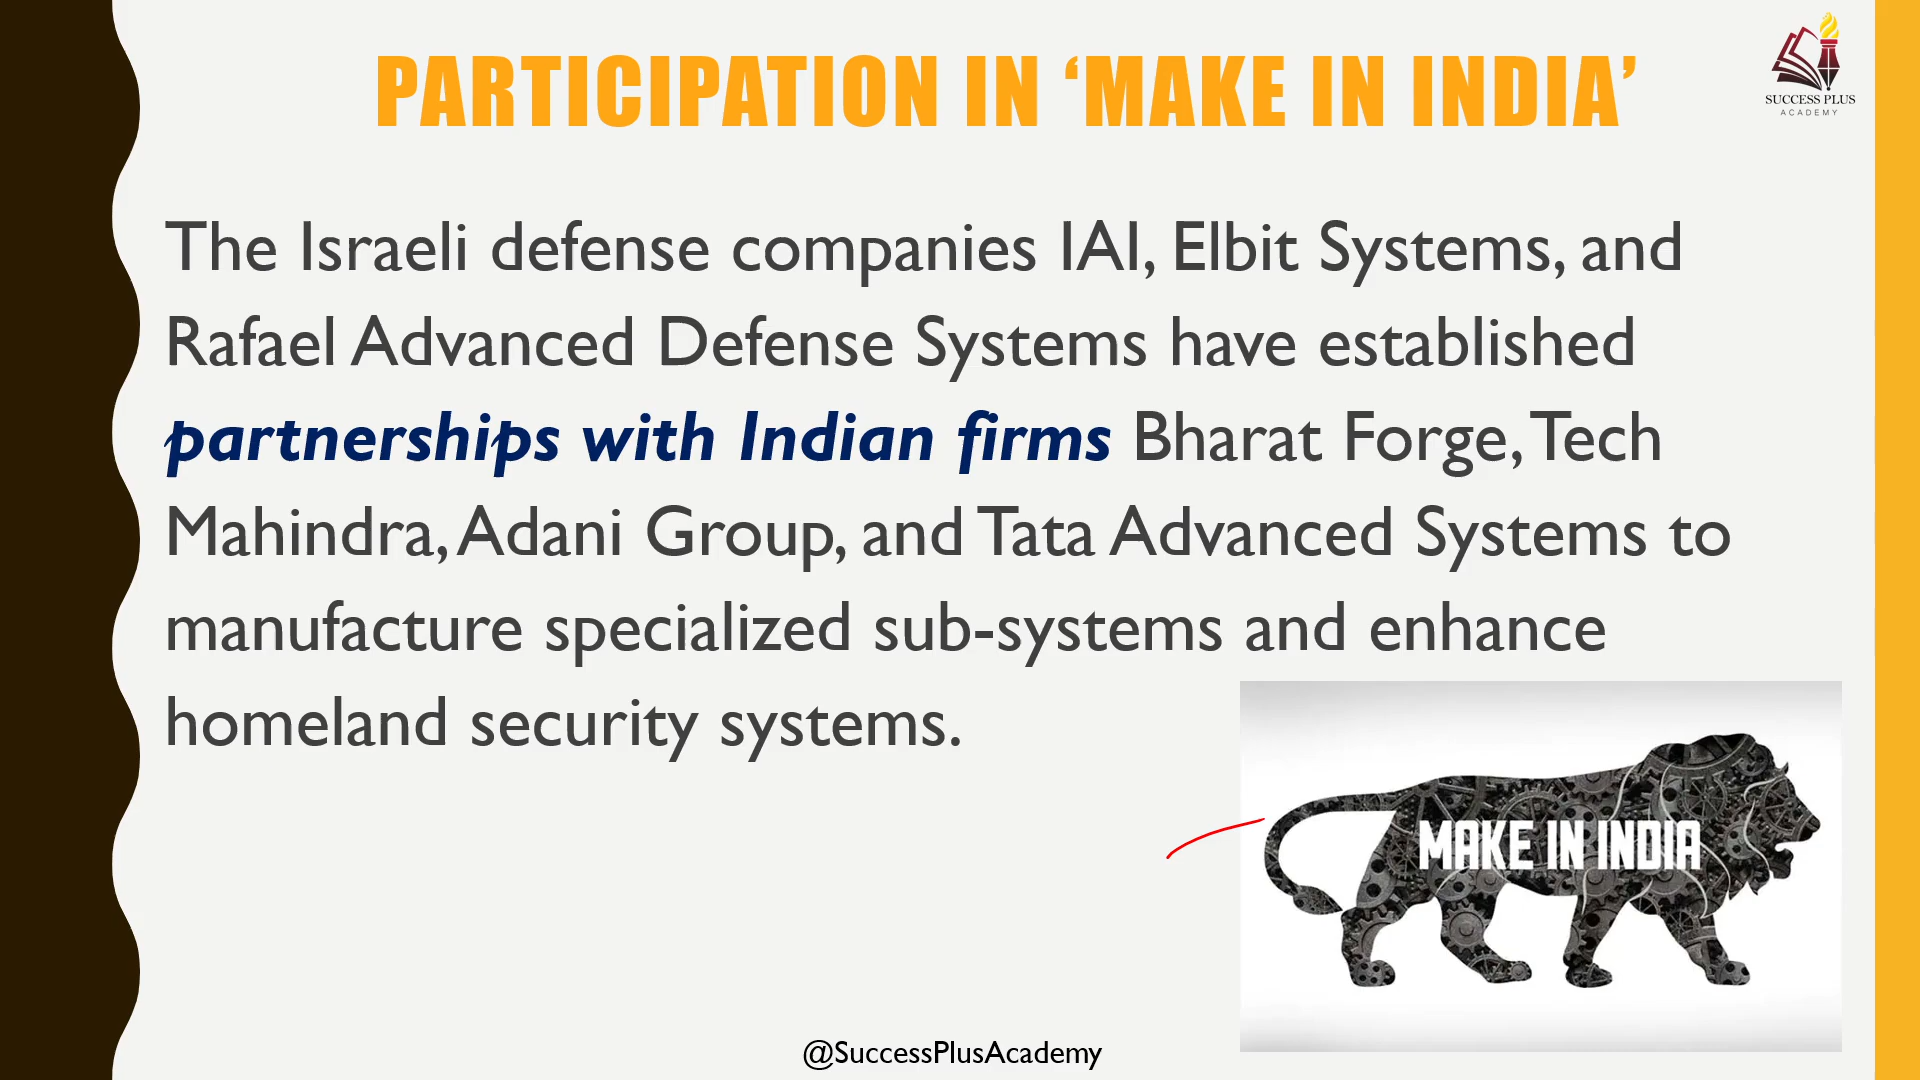 PARTICIPATION IN ‘MAKE IN INDIA’
SUCCESS PLUS
ACADEMY
The Israeli defense companies IAI, Elbit Systems, and
Rafael Advanced Defense Systems have established
partnerships with Indian firms Bharat Forge, Tech
Mahindra, Adani Group, and Tata Advanced Systems to
manufacture specialized sub-systems and enhance
homeland security systems.
MAKE IN INDIA
@SuccessPlusAcademy